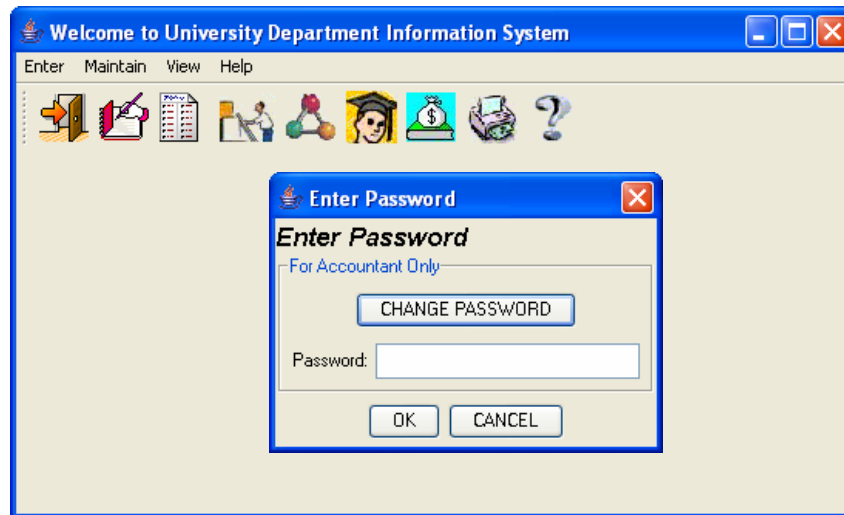 Welcome to University Department Information System
Enter Maintain View Help
Enter Password
Enter Password
For Accountant Only
CHANGE PASSWORD
Password:
OK CANCEL